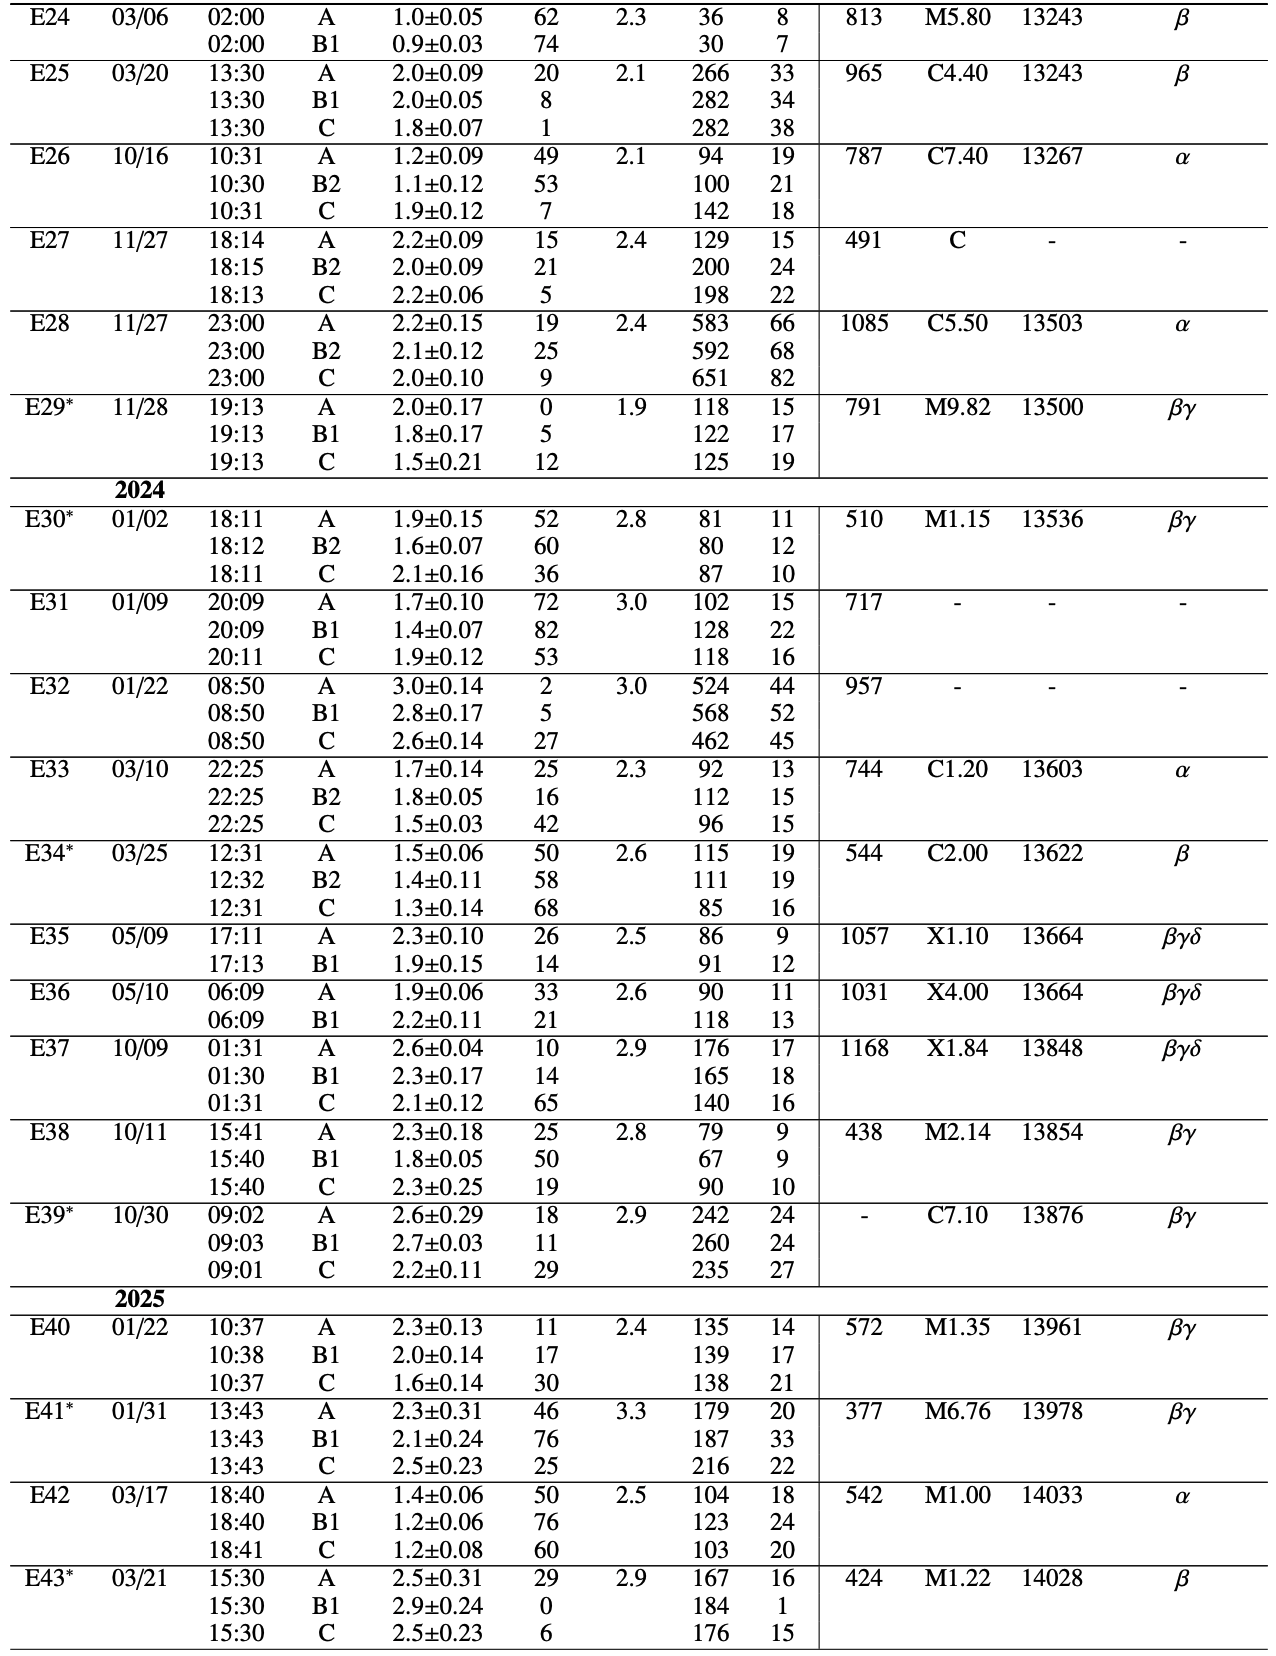 E24 03/06 02:00 A 1.0±0.05 62 2.3 36 8 813 M5.80 13243 β
02:00 B1 0.9±0.03 74 30 7
E25 03/20 13:30 A 2.0±0.09 20 2.1 266 33 965 C4.40 13243 β
13:30 B1 2.0±0.05 8 282 34
13:30 C 1.8±0.07 1 282 38
E26 10/16 10:31 A 1.2±0.09 49 2.1 94 19 787 C7.40 13267 α
10:30 B2 1.1±0.12 53 100 21
10:31 C 1.9±0.12 7 142 18
E27 11/27 18:14 A 2.2±0.09 15 2.4 129 15 491 C - -
18:15 B2 2.0±0.09 21 200 24
18:13 C 2.2±0.06 5 198 22
E28 11/27 23:00 A 2.2±0.15 19 2.4 583 66 1085 C5.50 13503 α
23:00 B2 2.1±0.12 25 592 68
23:00 C 2.0±0.10 9 651 82
E29* 11/28 19:13 A 2.0±0.17 0 1.9 118 15 791 M9.82 13500 βγ
19:13 B1 1.8±0.17 5 122 17
19:13 C 1.5±0.21 12 125 19
2024
E30* 01/02 18:11 A 1.9±0.15 52 2.8 81 11 510 M1.15 13536 βγ
18:12 B2 1.6±0.07 60 80 12
18:11 C 2.1±0.16 36 87 10
E31 01/09 20:09 A 1.7±0.10 72 3.0 102 15 717 - - -
20:09 B1 1.4±0.07 82 128 22
20:11 C 1.9±0.12 53 118 16
E32 01/22 08:50 A 3.0±0.14 2 3.0 524 44 957 - - -
08:50 B1 2.8±0.17 5 568 52
08:50 C 2.6±0.14 27 462 45
E33 03/10 22:25 A 1.7±0.14 25 2.3 92 13 744 C1.20 13603 α
22:25 B2 1.8±0.05 16 112 15
22:25 C 1.5±0.03 42 96 15
E34* 03/25 12:31 A 1.5±0.06 50 2.6 115 19 544 C2.00 13622 β
12:32 B2 1.4±0.11 58 111 19
12:31 C 1.3±0.14 68 85 16
E35 05/09 17:11 A 2.3±0.10 26 2.5 86 9 1057 X1.10 13664 βγδ
17:13 B1 1.9±0.15 14 91 12
E36 05/10 06:09 A 1.9±0.06 33 2.6 90 11 1031 X4.00 13664 βγδ
06:09 B1 2.2±0.11 21 118 13
E37 10/09 01:31 A 2.6±0.04 10 2.9 176 17 1168 X1.84 13848 βγδ
01:30 B1 2.3±0.17 14 165 18
01:31 C 2.1±0.12 65 140 16
E38 10/11 15:41 A 2.3±0.18 25 2.8 79 9 438 M2.14 13854 βγ
15:40 B1 1.8±0.05 50 67 9
15:40 C 2.3±0.25 19 90 10
E39* 10/30 09:02 A 2.6±0.29 18 2.9 242 24 - C7.10 13876 βγ
09:03 B1 2.7±0.03 11 260 24
09:01 C 2.2±0.11 29 235 27
2025
E40 01/22 10:37 A 2.3±0.13 11 2.4 135 14 572 M1.35 13961 βγ
10:38 B1 2.0±0.14 17 139 17
10:37 C 1.6±0.14 30 138 21
E41* 01/31 13:43 A 2.3±0.31 46 3.3 179 20 377 M6.76 13978 βγ
13:43 B1 2.1±0.24 76 187 33
13:43 C 2.5±0.23 25 216 22
E42 03/17 18:40 A 1.4±0.06 50 2.5 104 18 542 M1.00 14033 α
18:40 B1 1.2±0.06 76 123 24
18:41 C 1.2±0.08 60 103 20
E43* 03/21 15:30 A 2.5±0.31 29 2.9 167 16 424 M1.22 14028 β
15:30 B1 2.9±0.24 0 184 1
15:30 C 2.5±0.23 6 176 15